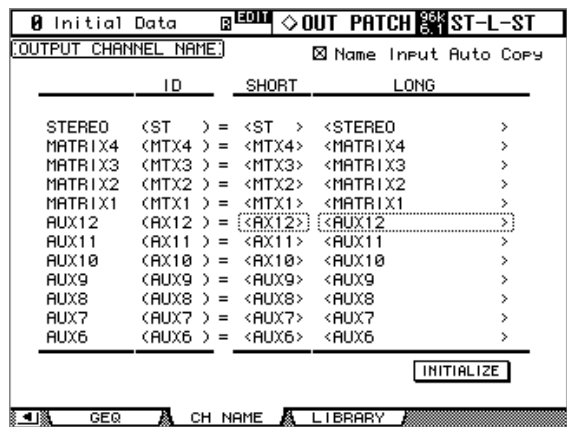 0 Initial Data EDIT ◇OUT PATCH 96k 6.1 ST-L-ST
OUTPUT CHANNEL NAME
☒ Name Input Auto Copy
ID SHORT LONG
STEREO (ST ) = <ST > <STEREO >
MATRIX4 (MTX4 ) = <MTX4> <MATRIX4 >
MATRIX3 (MTX3 ) = <MTX3> <MATRIX3 >
MATRIX2 (MTX2 ) = <MTX2> <MATRIX2 >
MATRIX1 (MTX1 ) = <MTX1> <MATRIX1 >
AUX12 (AX12 ) = <AX12> <AUX12 >
AUX11 (AX11 ) = <AX11> <AUX11 >
AUX10 (AX10 ) = <AX10> <AUX10 >
AUX9 (AUX9 ) = <AUX9> <AUX9 >
AUX8 (AUX8 ) = <AUX8> <AUX8 >
AUX7 (AUX7 ) = <AUX7> <AUX7 >
AUX6 (AUX6 ) = <AUX6> <AUX6 >
INITIALIZE
GEQ CH NAME LIBRARY